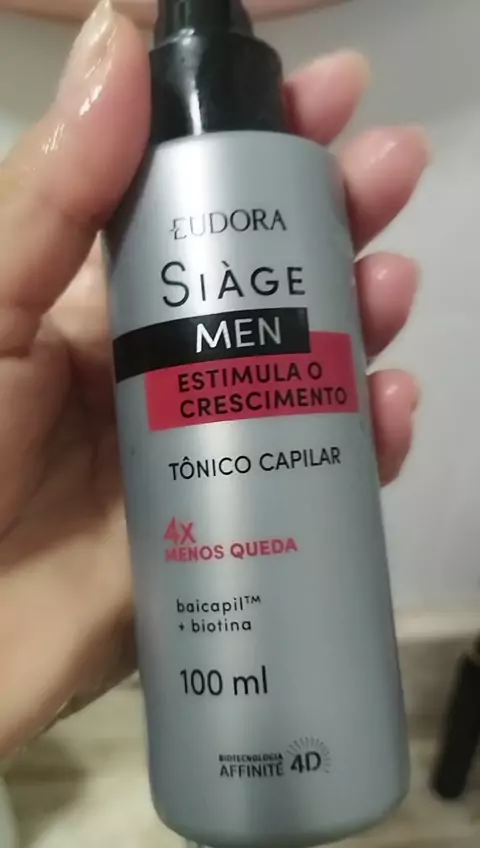 EUDORA
SIÀGE
MEN
ESTIMULA O
CRESCIMENTO
TÔNICO CAPILAR
4X
MENOS QUEDA
baicapil™
+ biotina
100 ml
BIOTECNOLOGIA
AFFINITÉ 4D